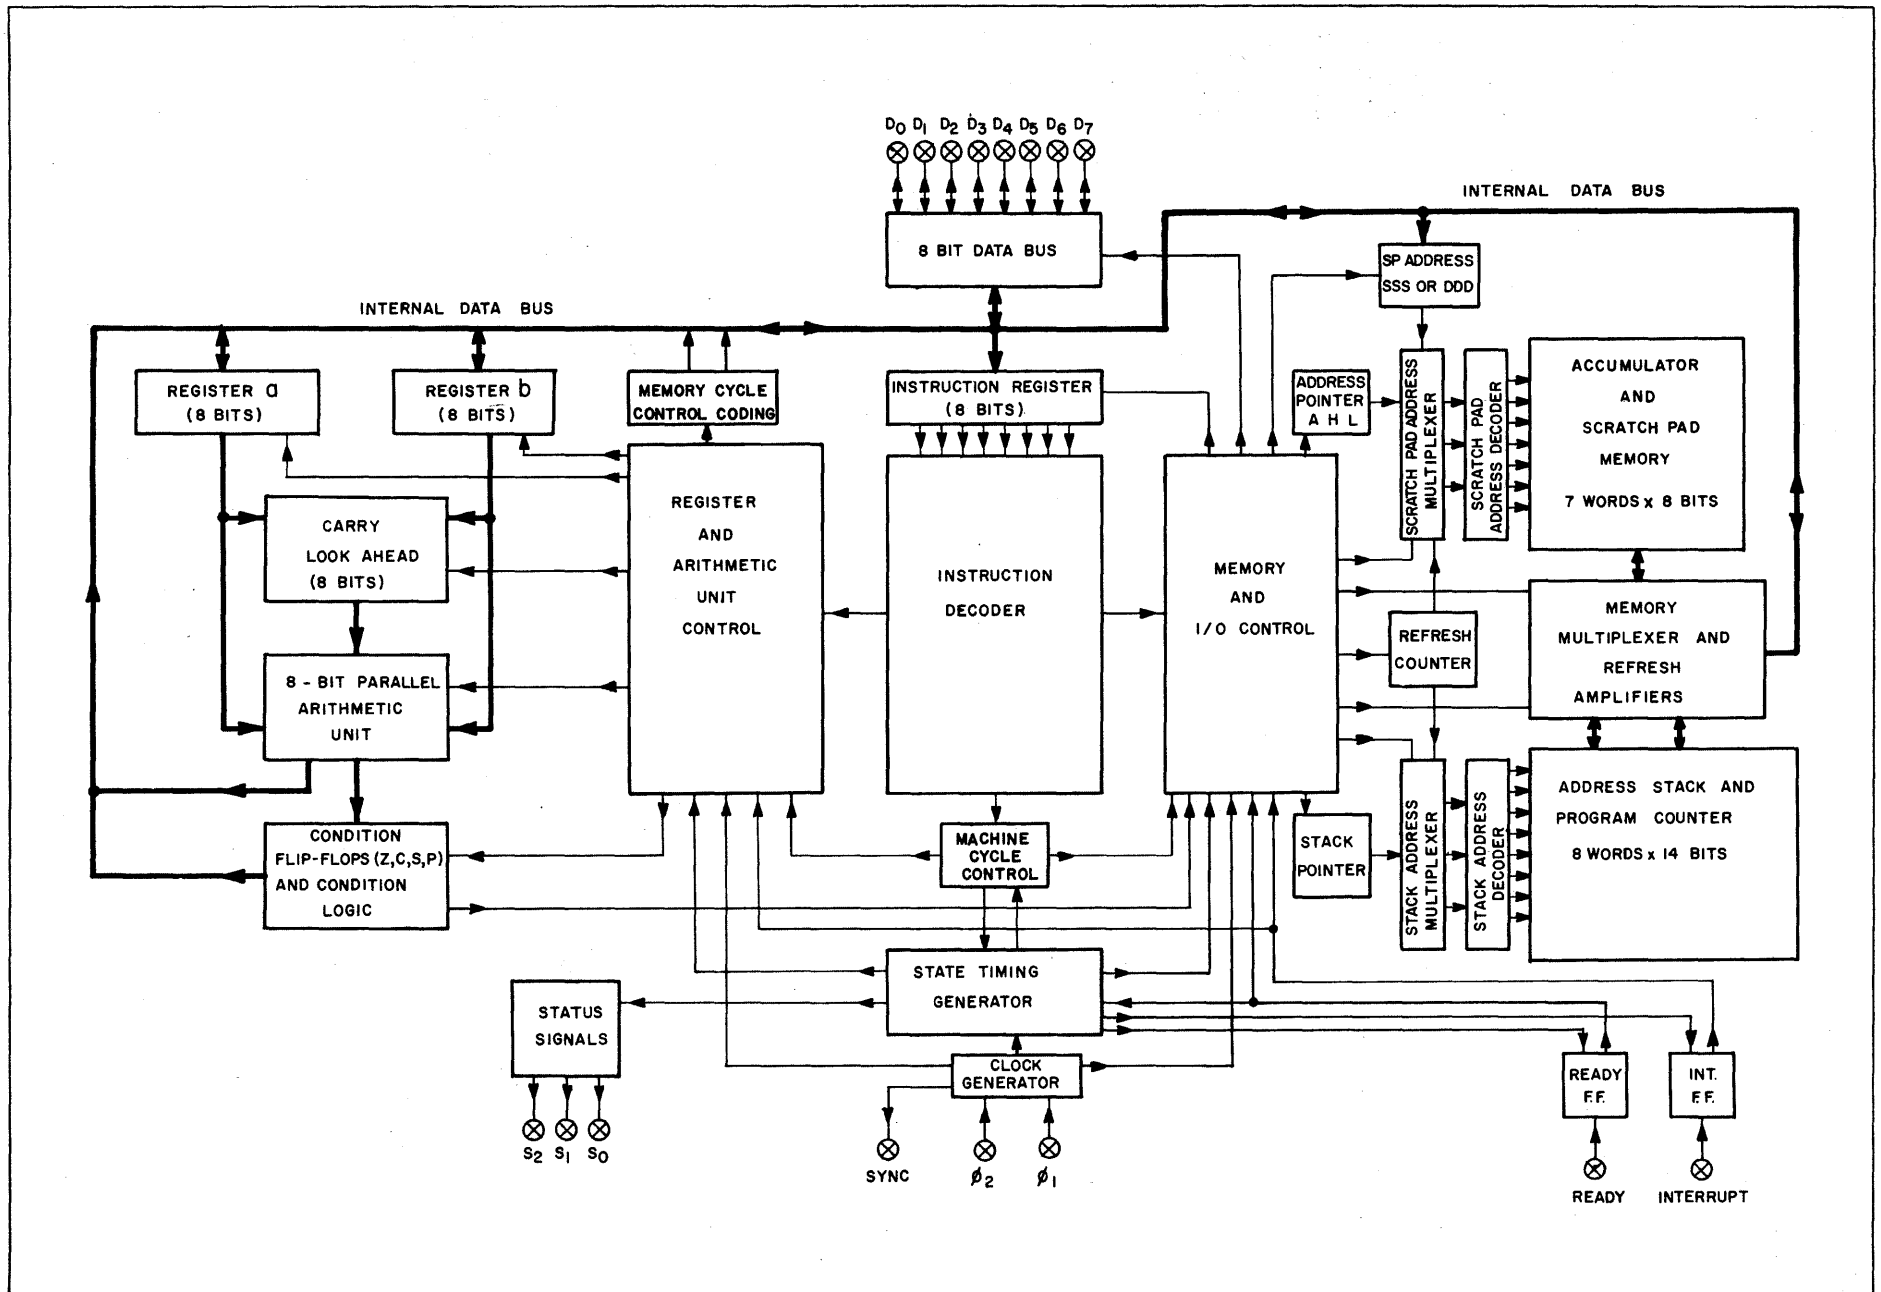 D0 D1 D2 D3 D4 D5 D6 D7
INTERNAL DATA BUS
8 BIT DATA BUS
SP ADDRESS
SSS OR DDD
INTERNAL DATA BUS
REGISTER a
(8 BITS)
REGISTER b
(8 BITS)
MEMORY CYCLE
CONTROL CODING
INSTRUCTION REGISTER
(8 BITS)
ADDRESS
POINTER
A H L
SCRATCH PAD ADDRESS
MULTIPLEXER
SCRATCH PAD
ADDRESS DECODER
ACCUMULATOR
AND
SCRATCH PAD
MEMORY
7 WORDS x 8 BITS
CARRY
LOOK AHEAD
(8 BITS)
REGISTER
AND
ARITHMETIC
UNIT
CONTROL
INSTRUCTION
DECODER
MEMORY
AND
I/O CONTROL
REFRESH
COUNTER
MEMORY
MULTIPLEXER AND
REFRESH
AMPLIFIERS
8 - BIT PARALLEL
ARITHMETIC
UNIT
CONDITION
FLIP-FLOPS (Z,C,S,P)
AND CONDITION
LOGIC
MACHINE
CYCLE
CONTROL
STACK
POINTER
STACK ADDRESS
MULTIPLEXER
STACK ADDRESS
DECODER
ADDRESS STACK AND
PROGRAM COUNTER
8 WORDS x 14 BITS
STATE TIMING
GENERATOR
STATUS
SIGNALS
CLOCK
GENERATOR
READY
F.F.
INT.
F.F.
S2 S1 S0
SYNC
ϕ2
ϕ1
READY
INTERRUPT